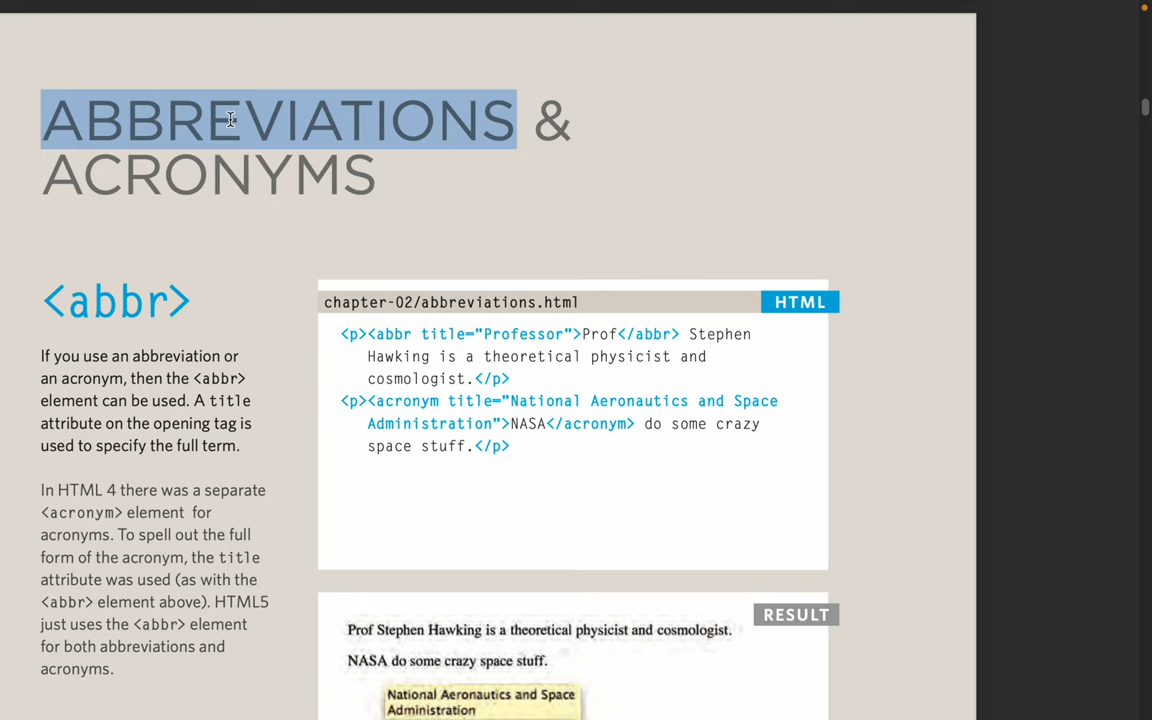 ABBREVIATIONS &
ACRONYMS
<abbr>
If you use an abbreviation or
an acronym, then the <abbr>
element can be used. A title
attribute on the opening tag is
used to specify the full term.
In HTML 4 there was a separate
<acronym> element for
acronyms. To spell out the full
form of the acronym, the title
attribute was used (as with the
<abbr> element above). HTML5
just uses the <abbr> element
for both abbreviations and
acronyms.
chapter-02/abbreviations.html
HTML
<p><abbr title="Professor">Prof</abbr> Stephen
Hawking is a theoretical physicist and
cosmologist.</p>
<p><acronym title="National Aeronautics and Space
Administration">NASA</acronym> do some crazy
space stuff.</p>
RESULT
Prof Stephen Hawking is a theoretical physicist and cosmologist.
NASA do some crazy space stuff.
National Aeronautics and Space
Administration